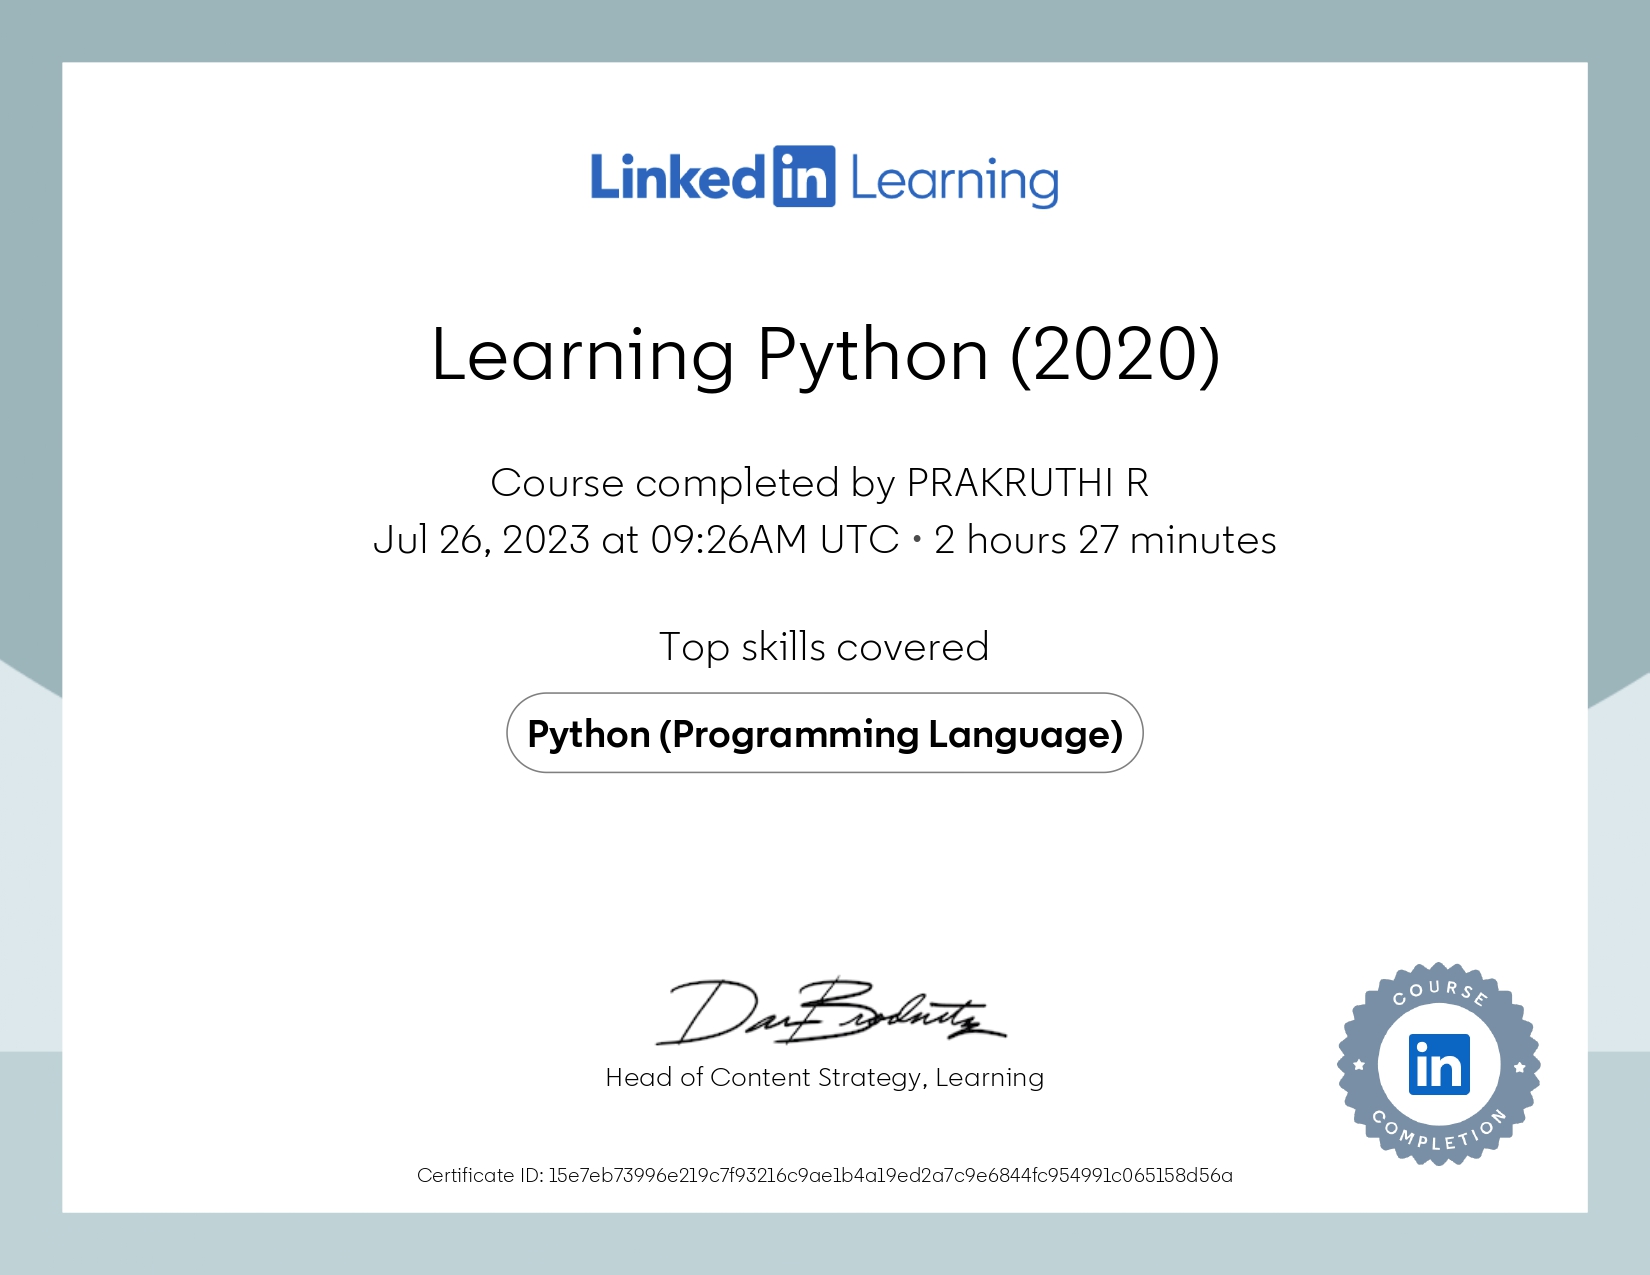 Linked in Learning
Learning Python (2020)
Course completed by PRAKRUTHI R
Jul 26, 2023 at 09:26AM UTC • 2 hours 27 minutes
Top skills covered
Python (Programming Language)
Dan Brodnitz
Head of Content Strategy, Learning
COURSE
in
COMPLETION
Certificate ID: 15e7eb73996e219c7f93216c9ae1b4a19ed2a7c9e6844fc954991c065158d56a